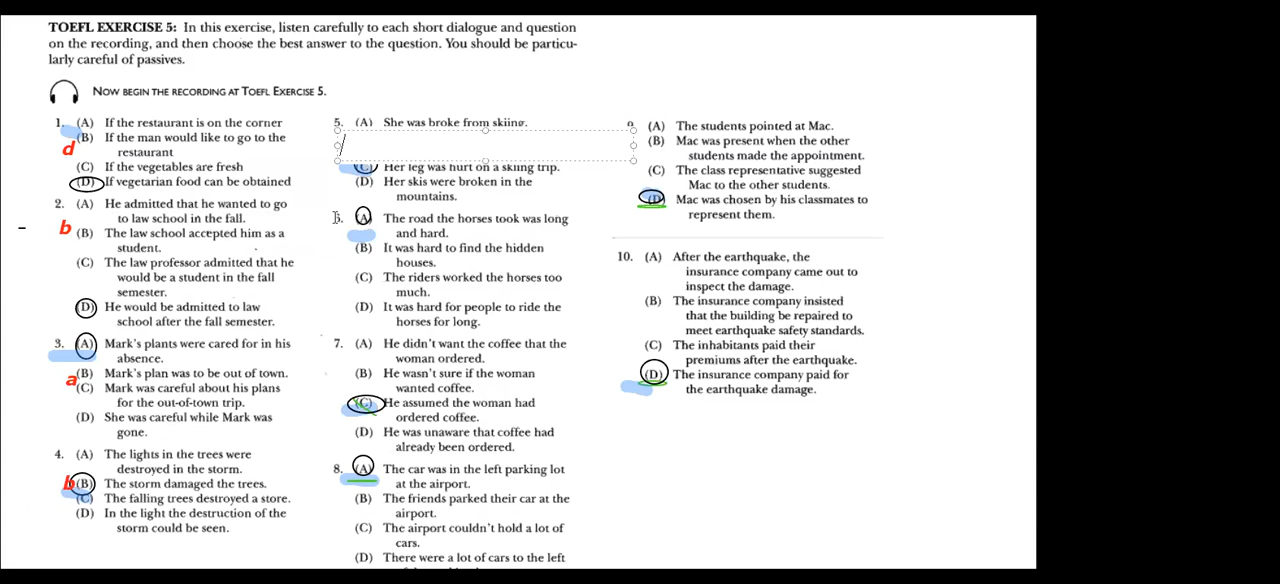 TOEFL EXERCISE 5: In this exercise, listen carefully to each short dialogue and question
on the recording, and then choose the best answer to the question. You should be particu-
larly careful of passives.
NOW BEGIN THE RECORDING AT TOEFL EXERCISE 5.
1. (A) If the restaurant is on the corner
(B) If the man would like to go to the
restaurant
d
(C) If the vegetables are fresh
(D) If vegetarian food can be obtained
2. (A) He admitted that he wanted to go
to law school in the fall.
b
(B) The law school accepted him as a
student.
(C) The law professor admitted that he
would be a student in the fall
semester.
(D) He would be admitted to law
school after the fall semester.
3. (A) Mark's plants were cared for in his
absence.
(B) Mark's plan was to be out of town.
a
(C) Mark was careful about his plans
for the out-of-town trip.
(D) She was careful while Mark was
gone.
4. (A) The lights in the trees were
destroyed in the storm.
b (B) The storm damaged the trees.
(C) The falling trees destroyed a store.
(D) In the light the destruction of the
storm could be seen.
5. (A) She was broke from skiing.
(C) Her leg was hurt on a skiing trip.
(D) Her skis were broken in the
mountains.
6. (A) The road the horses took was long
and hard.
(B) It was hard to find the hidden
houses.
(C) The riders worked the horses too
much.
(D) It was hard for people to ride the
horses for long.
7. (A) He didn't want the coffee that the
woman ordered.
(B) He wasn't sure if the woman
wanted coffee.
(C) He assumed the woman had
ordered coffee.
(D) He was unaware that coffee had
already been ordered.
8. (A) The car was in the left parking lot
at the airport.
(B) The friends parked their car at the
airport.
(C) The airport couldn't hold a lot of
cars.
(D) There were a lot of cars to the left
(A) The students pointed at Mac.
(B) Mac was present when the other
students made the appointment.
(C) The class representative suggested
Mac to the other students.
(D) Mac was chosen by his classmates to
represent them.
10. (A) After the earthquake, the
insurance company came out to
inspect the damage.
(B) The insurance company insisted
that the building be repaired to
meet earthquake safety standards.
(C) The inhabitants paid their
premiums after the earthquake.
(D) The insurance company paid for
the earthquake damage.